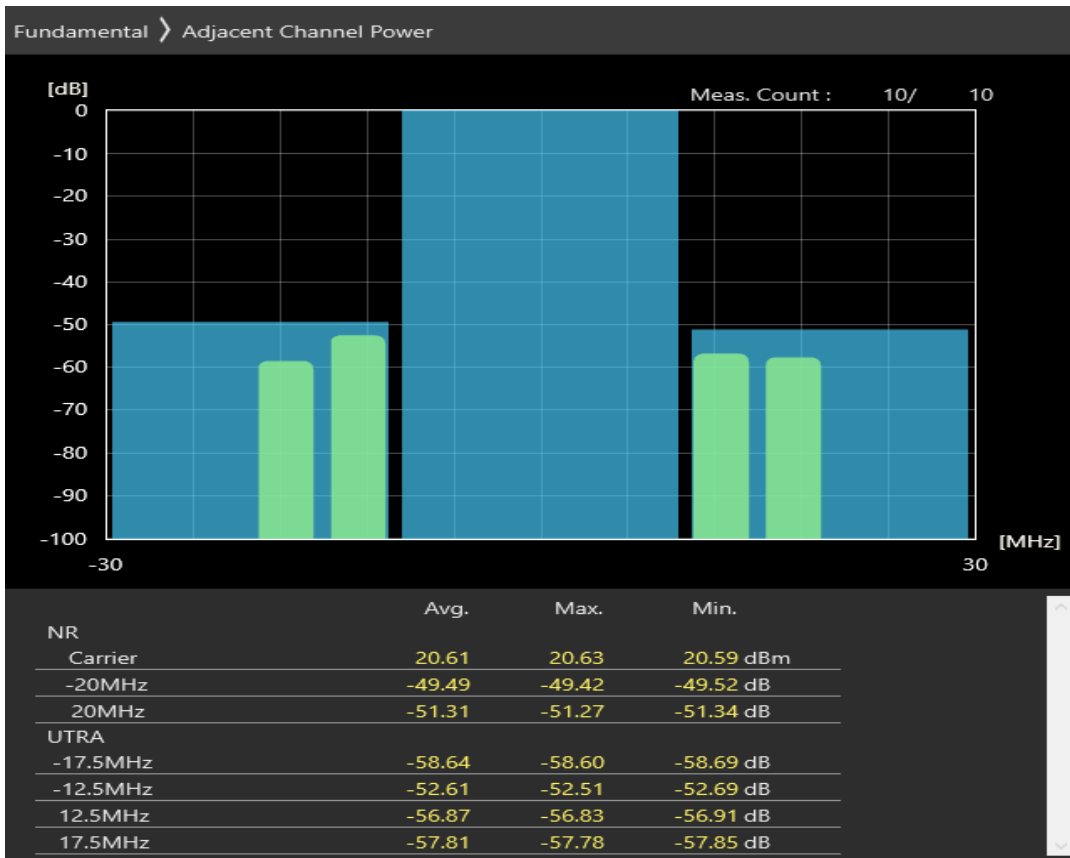 Fundamental ❭ Adjacent Channel Power
[dB]
Meas. Count : 10/ 10
0
-10
-20
-30
-40
-50
-60
-70
-80
-90
-100
[MHz]
-30 30
Avg. Max. Min.
NR
Carrier 20.61 20.63 20.59 dBm
-20MHz -49.49 -49.42 -49.52 dB
20MHz -51.31 -51.27 -51.34 dB
UTRA
-17.5MHz -58.64 -58.60 -58.69 dB
-12.5MHz -52.61 -52.51 -52.69 dB
12.5MHz -56.87 -56.83 -56.91 dB
17.5MHz -57.81 -57.78 -57.85 dB